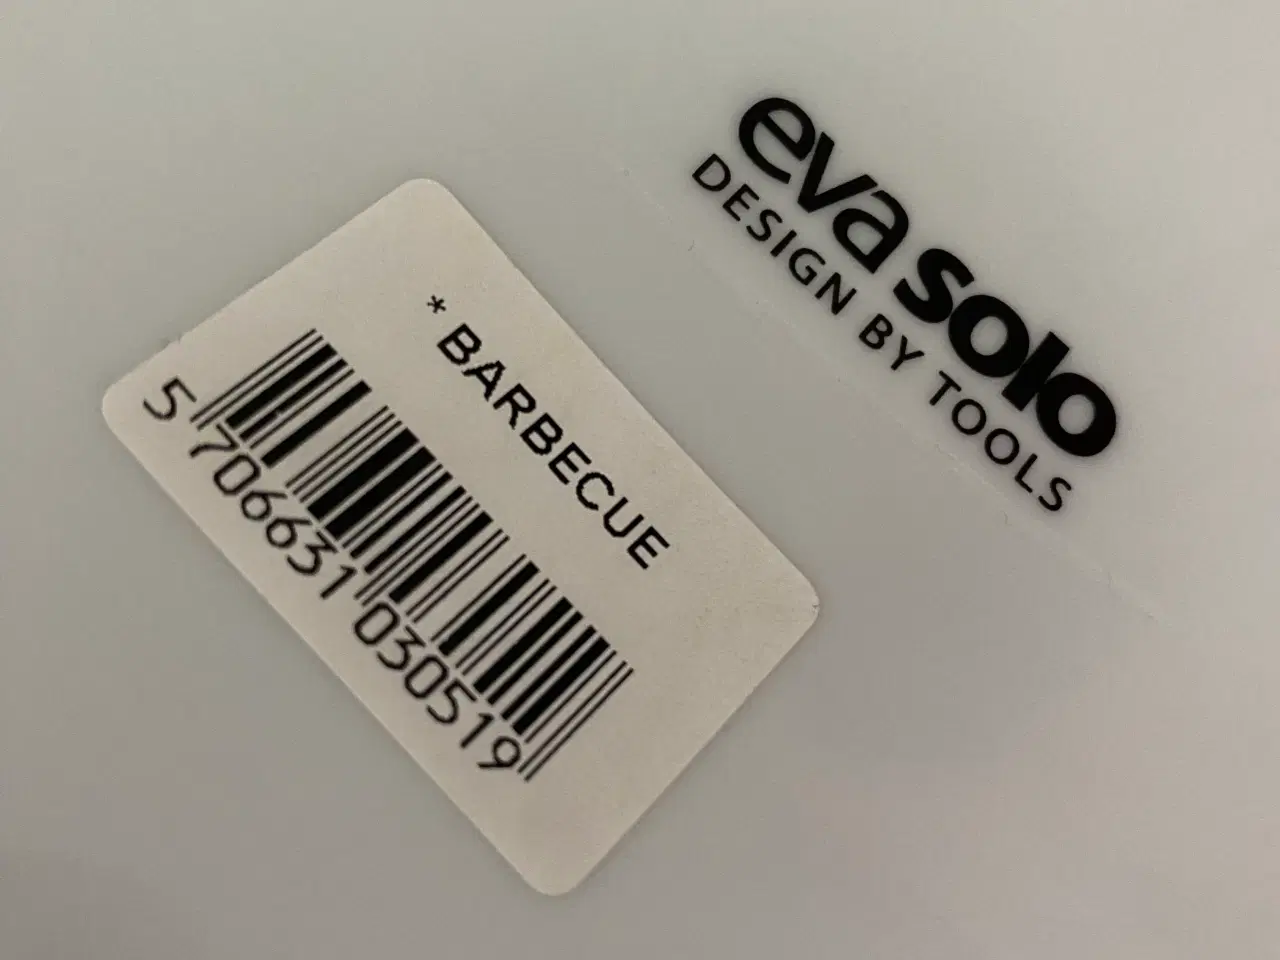 eva solo
DESIGN BY TOOLS
* BARBECUE
5 706631 030519